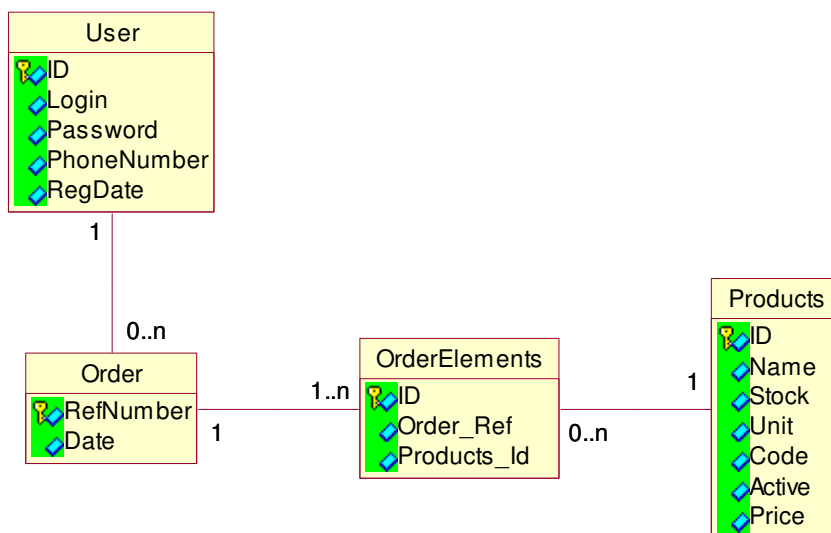 User
ID
Login
Password
PhoneNumber
RegDate
1
0..n
Order
RefNumber
Date
1
1..n
OrderElements
ID
Order_Ref
Products_Id
0..n
1
Products
ID
Name
Stock
Unit
Code
Active
Price